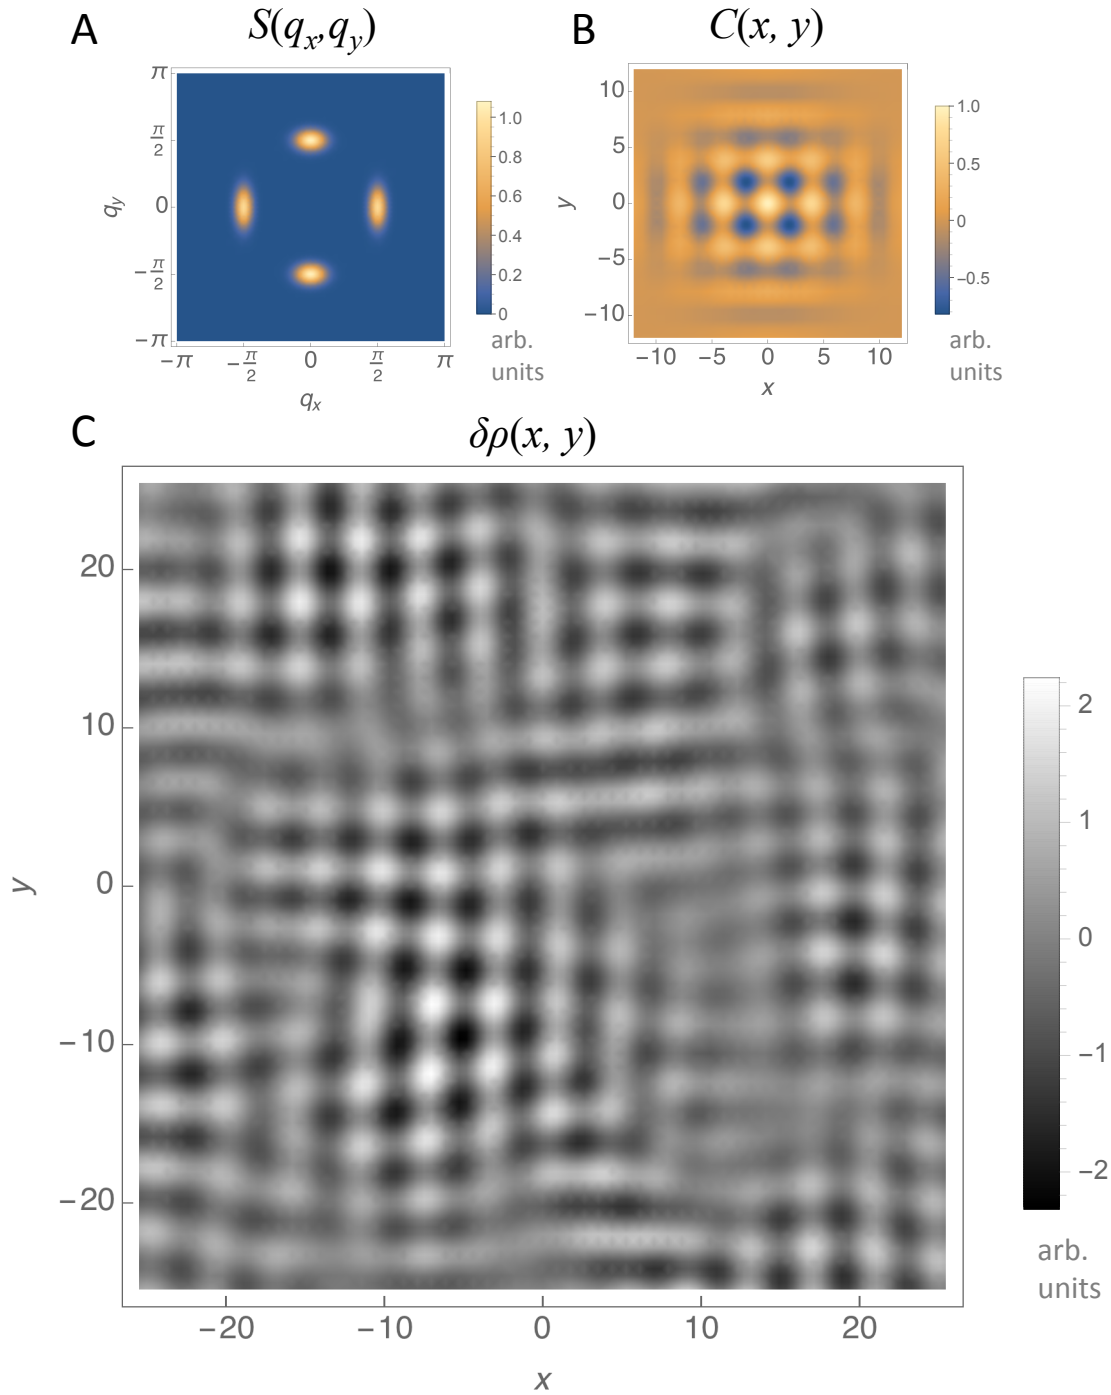 A
S(qₓ,q_y)
π
π/2
0
−π/2
−π
q_y
−π
−π/2
0
π/2
π
qₓ
1.0
0.8
0.6
0.4
0.2
0
arb.
units
B
C(x, y)
10
5
0
−5
−10
y
−10
−5
0
5
10
x
1.0
0.5
0
−0.5
arb.
units
C
δρ(x, y)
20
10
0
−10
−20
y
−20
−10
0
10
20
x
2
1
0
−1
−2
arb.
units